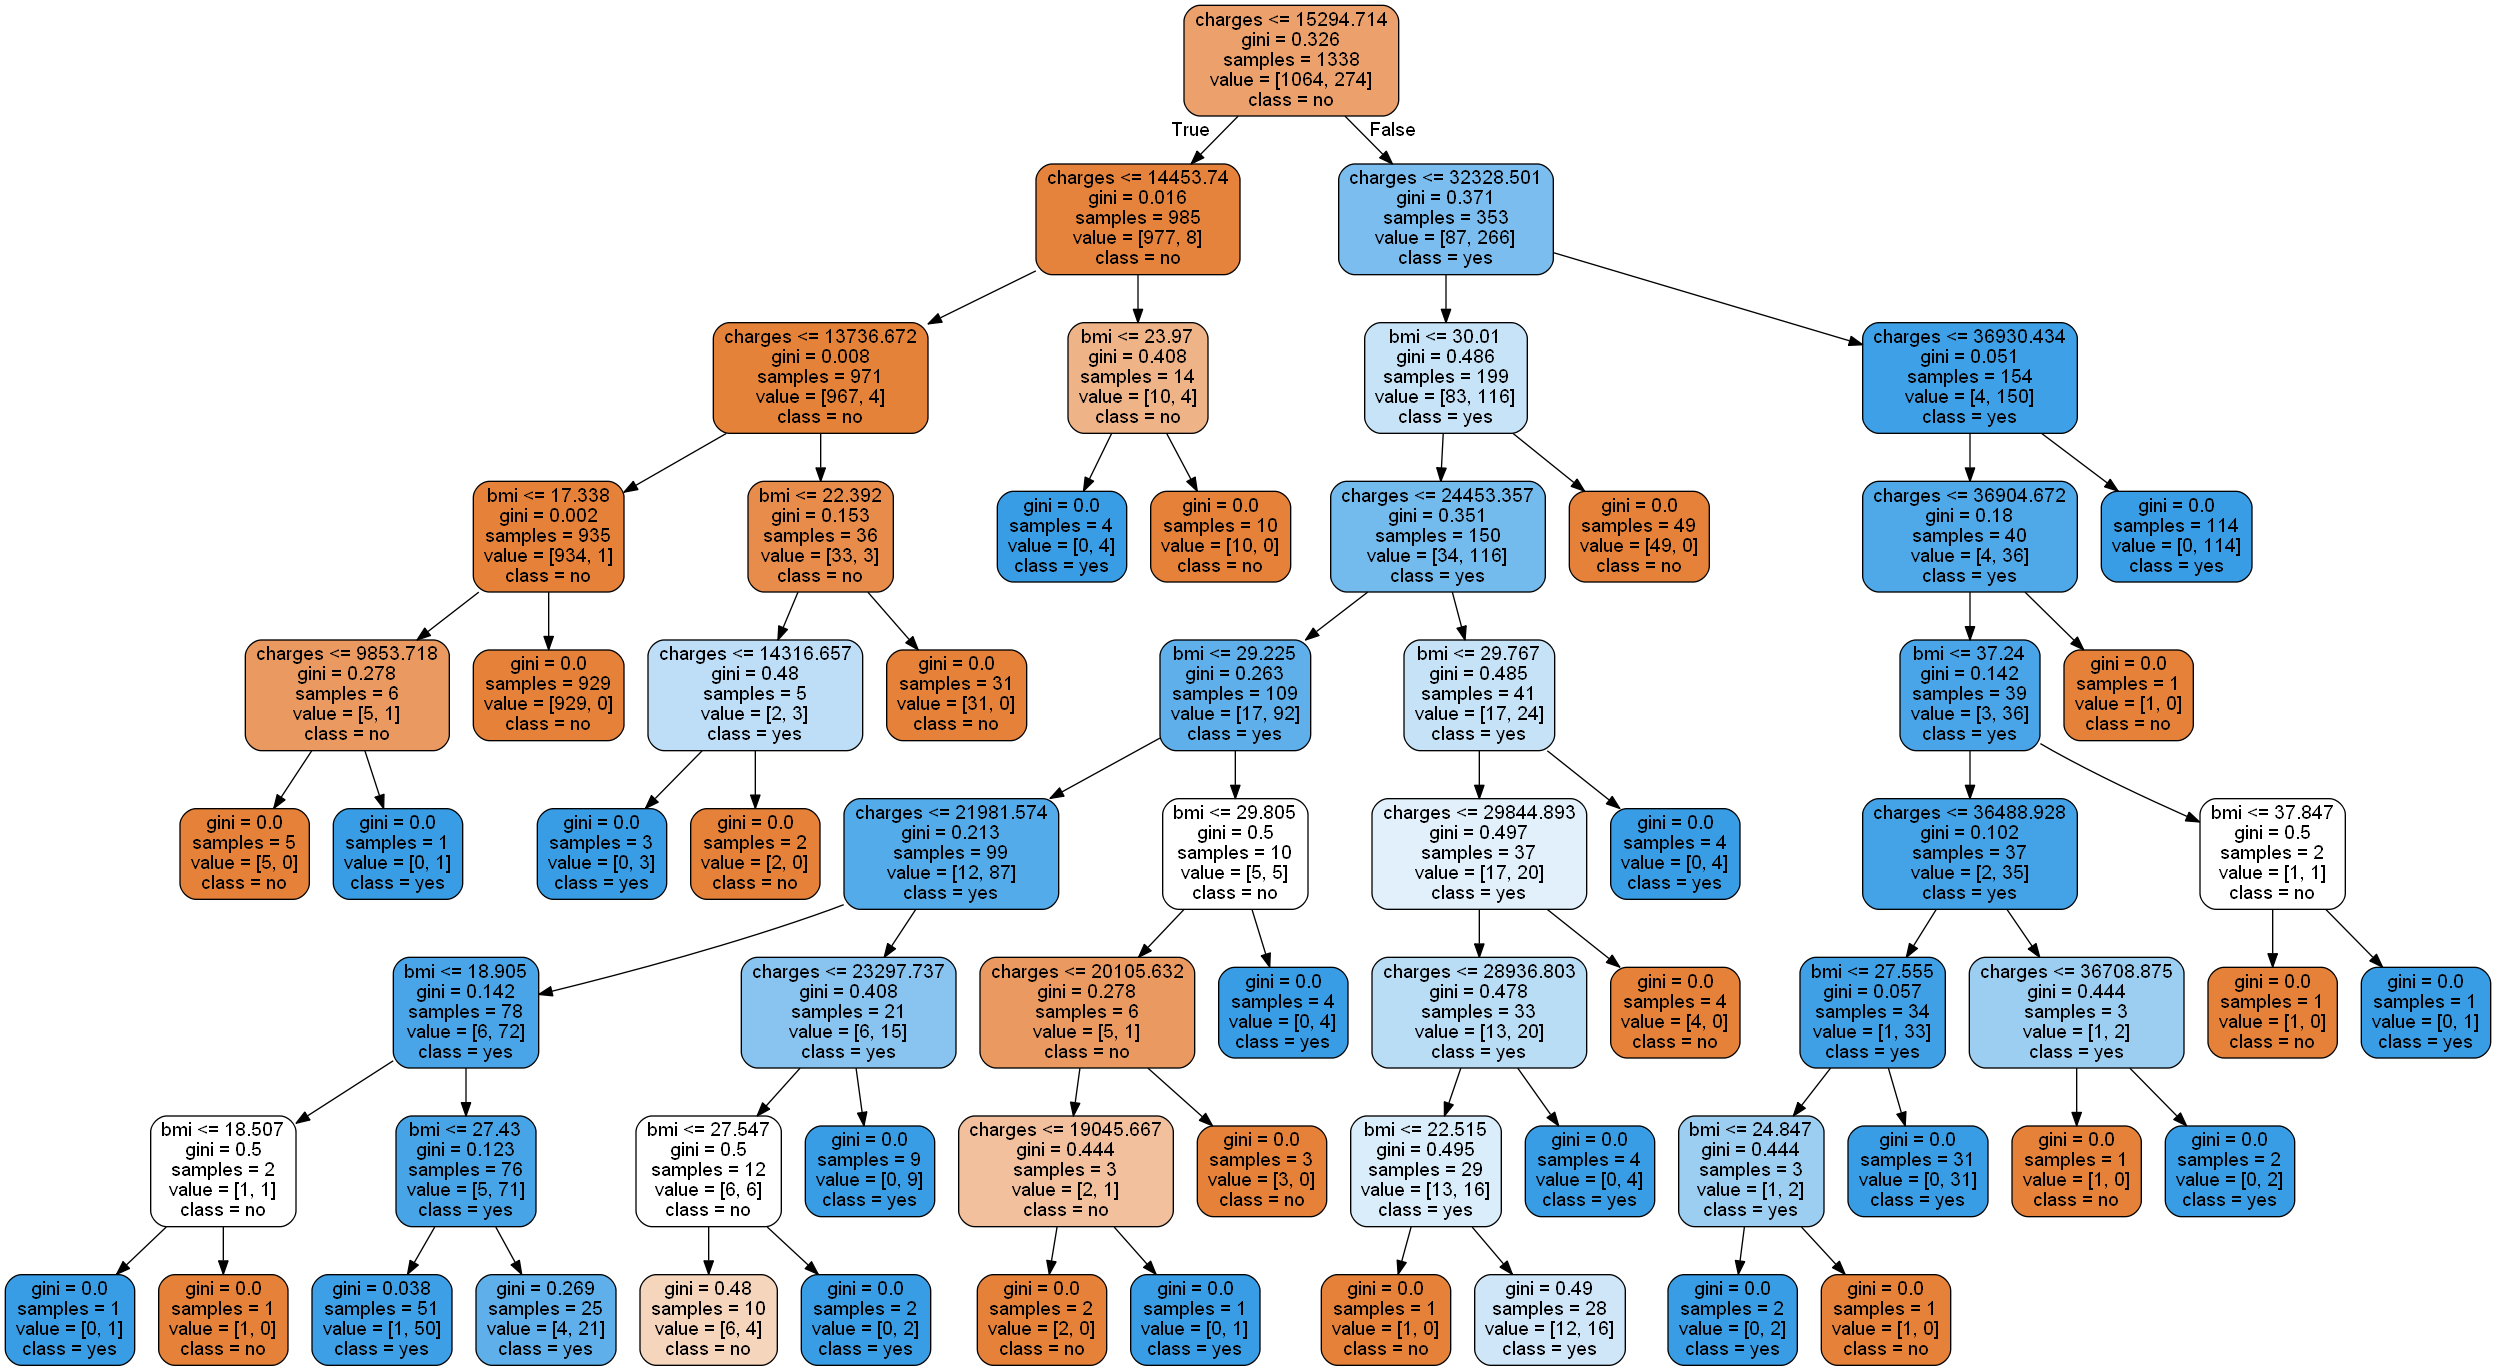 charges <= 15294.714
gini = 0.326
samples = 1338
value = [1064, 274]
class = no
True
False
charges <= 14453.74
gini = 0.016
samples = 985
value = [977, 8]
class = no
charges <= 32328.501
gini = 0.371
samples = 353
value = [87, 266]
class = yes
charges <= 13736.672
gini = 0.008
samples = 971
value = [967, 4]
class = no
bmi <= 23.97
gini = 0.408
samples = 14
value = [10, 4]
class = no
bmi <= 30.01
gini = 0.486
samples = 199
value = [83, 116]
class = yes
charges <= 36930.434
gini = 0.051
samples = 154
value = [4, 150]
class = yes
bmi <= 17.338
gini = 0.002
samples = 935
value = [934, 1]
class = no
bmi <= 22.392
gini = 0.153
samples = 36
value = [33, 3]
class = no
gini = 0.0
samples = 4
value = [0, 4]
class = yes
gini = 0.0
samples = 10
value = [10, 0]
class = no
charges <= 24453.357
gini = 0.351
samples = 150
value = [34, 116]
class = yes
gini = 0.0
samples = 49
value = [49, 0]
class = no
charges <= 36904.672
gini = 0.18
samples = 40
value = [4, 36]
class = yes
gini = 0.0
samples = 114
value = [0, 114]
class = yes
charges <= 9853.718
gini = 0.278
samples = 6
value = [5, 1]
class = no
gini = 0.0
samples = 929
value = [929, 0]
class = no
charges <= 14316.657
gini = 0.48
samples = 5
value = [2, 3]
class = yes
gini = 0.0
samples = 31
value = [31, 0]
class = no
bmi <= 29.225
gini = 0.263
samples = 109
value = [17, 92]
class = yes
bmi <= 29.767
gini = 0.485
samples = 41
value = [17, 24]
class = yes
bmi <= 37.24
gini = 0.142
samples = 39
value = [3, 36]
class = yes
gini = 0.0
samples = 1
value = [1, 0]
class = no
gini = 0.0
samples = 5
value = [5, 0]
class = no
gini = 0.0
samples = 1
value = [0, 1]
class = yes
gini = 0.0
samples = 3
value = [0, 3]
class = yes
gini = 0.0
samples = 2
value = [2, 0]
class = no
charges <= 21981.574
gini = 0.213
samples = 99
value = [12, 87]
class = yes
bmi <= 29.805
gini = 0.5
samples = 10
value = [5, 5]
class = no
charges <= 29844.893
gini = 0.497
samples = 37
value = [17, 20]
class = yes
gini = 0.0
samples = 4
value = [0, 4]
class = yes
charges <= 36488.928
gini = 0.102
samples = 37
value = [2, 35]
class = yes
bmi <= 37.847
gini = 0.5
samples = 2
value = [1, 1]
class = no
bmi <= 18.905
gini = 0.142
samples = 78
value = [6, 72]
class = yes
charges <= 23297.737
gini = 0.408
samples = 21
value = [6, 15]
class = yes
charges <= 20105.632
gini = 0.278
samples = 6
value = [5, 1]
class = no
gini = 0.0
samples = 4
value = [0, 4]
class = yes
charges <= 28936.803
gini = 0.478
samples = 33
value = [13, 20]
class = yes
gini = 0.0
samples = 4
value = [4, 0]
class = no
bmi <= 27.555
gini = 0.057
samples = 34
value = [1, 33]
class = yes
charges <= 36708.875
gini = 0.444
samples = 3
value = [1, 2]
class = yes
gini = 0.0
samples = 1
value = [1, 0]
class = no
gini = 0.0
samples = 1
value = [0, 1]
class = yes
bmi <= 18.507
gini = 0.5
samples = 2
value = [1, 1]
class = no
bmi <= 27.43
gini = 0.123
samples = 76
value = [5, 71]
class = yes
bmi <= 27.547
gini = 0.5
samples = 12
value = [6, 6]
class = no
gini = 0.0
samples = 9
value = [0, 9]
class = yes
charges <= 19045.667
gini = 0.444
samples = 3
value = [2, 1]
class = no
gini = 0.0
samples = 3
value = [3, 0]
class = no
bmi <= 22.515
gini = 0.495
samples = 29
value = [13, 16]
class = yes
gini = 0.0
samples = 4
value = [0, 4]
class = yes
bmi <= 24.847
gini = 0.444
samples = 3
value = [1, 2]
class = yes
gini = 0.0
samples = 31
value = [0, 31]
class = yes
gini = 0.0
samples = 1
value = [1, 0]
class = no
gini = 0.0
samples = 2
value = [0, 2]
class = yes
gini = 0.0
samples = 1
value = [0, 1]
class = yes
gini = 0.0
samples = 1
value = [1, 0]
class = no
gini = 0.038
samples = 51
value = [1, 50]
class = yes
gini = 0.269
samples = 25
value = [4, 21]
class = yes
gini = 0.48
samples = 10
value = [6, 4]
class = no
gini = 0.0
samples = 2
value = [0, 2]
class = yes
gini = 0.0
samples = 2
value = [2, 0]
class = no
gini = 0.0
samples = 1
value = [0, 1]
class = yes
gini = 0.0
samples = 1
value = [1, 0]
class = no
gini = 0.49
samples = 28
value = [12, 16]
class = yes
gini = 0.0
samples = 2
value = [0, 2]
class = yes
gini = 0.0
samples = 1
value = [1, 0]
class = no